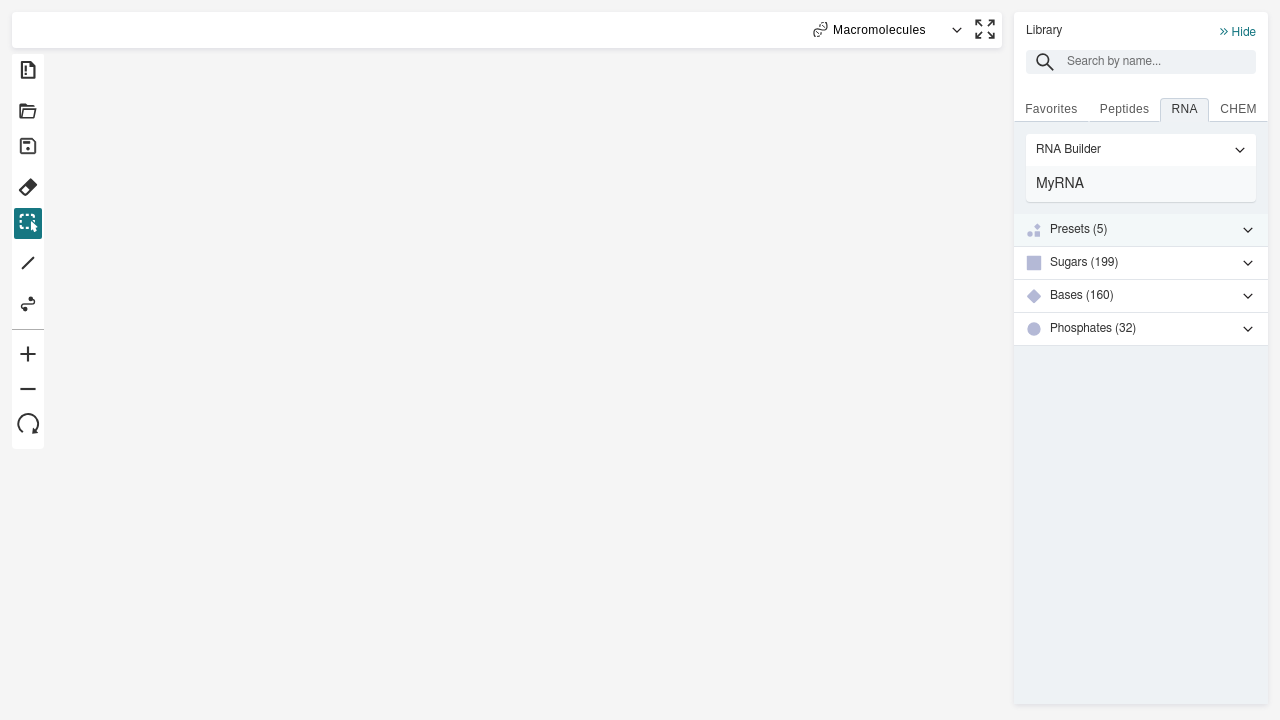 Macromolecules
Library
Hide
Search by name...
Favorites
Peptides
RNA
CHEM
RNA Builder
MyRNA
Presets (5)
Sugars (199)
Bases (160)
Phosphates (32)